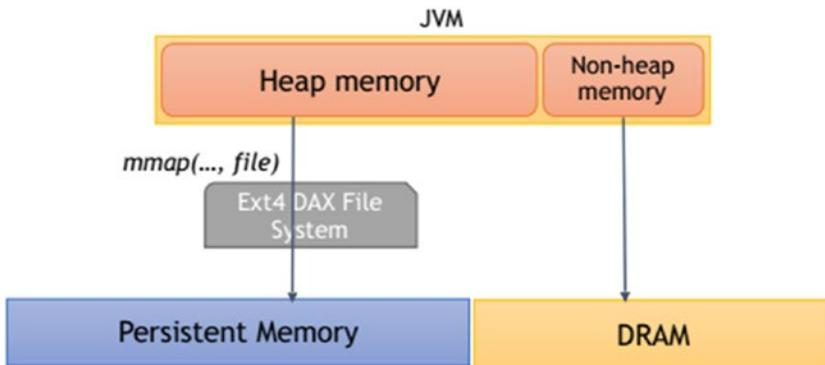 JVM
Heap memory
Non-heap
memory
mmap(..., file)
Ext4 DAX File
System
Persistent Memory
DRAM